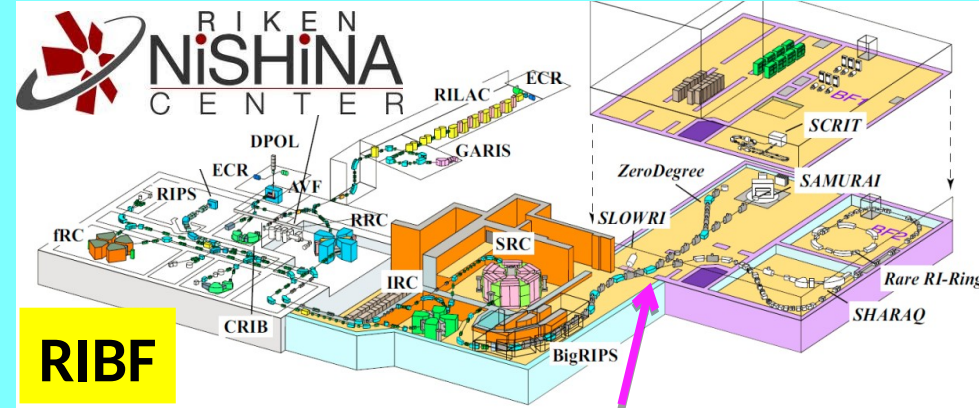 RIKEN
NiSHiNA
CENTER
ECR
RILAC
DPOL
GARIS
ECR
AVF
RIPS
RRC
fRC
CRIB
IRC
SRC
BigRIPS
SLOWRI
ZeroDegree
BF1
SCRIT
SAMURAI
BF2
Rare RI-Ring
SHARAQ
RIBF